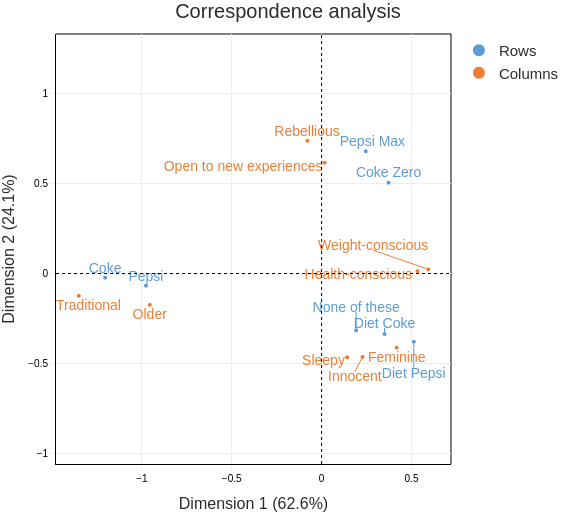 Correspondence analysis
Rows
Columns
1
0.5
0
−0.5
−1
Dimension 2 (24.1%)
Rebellious
Pepsi Max
Open to new experiences
Coke Zero
Weight-conscious
Coke
Pepsi
Health-conscious
Traditional
Older
None of these
Diet Coke
Sleepy
Feminine
Innocent
Diet Pepsi
−1
−0.5
0
0.5
Dimension 1 (62.6%)